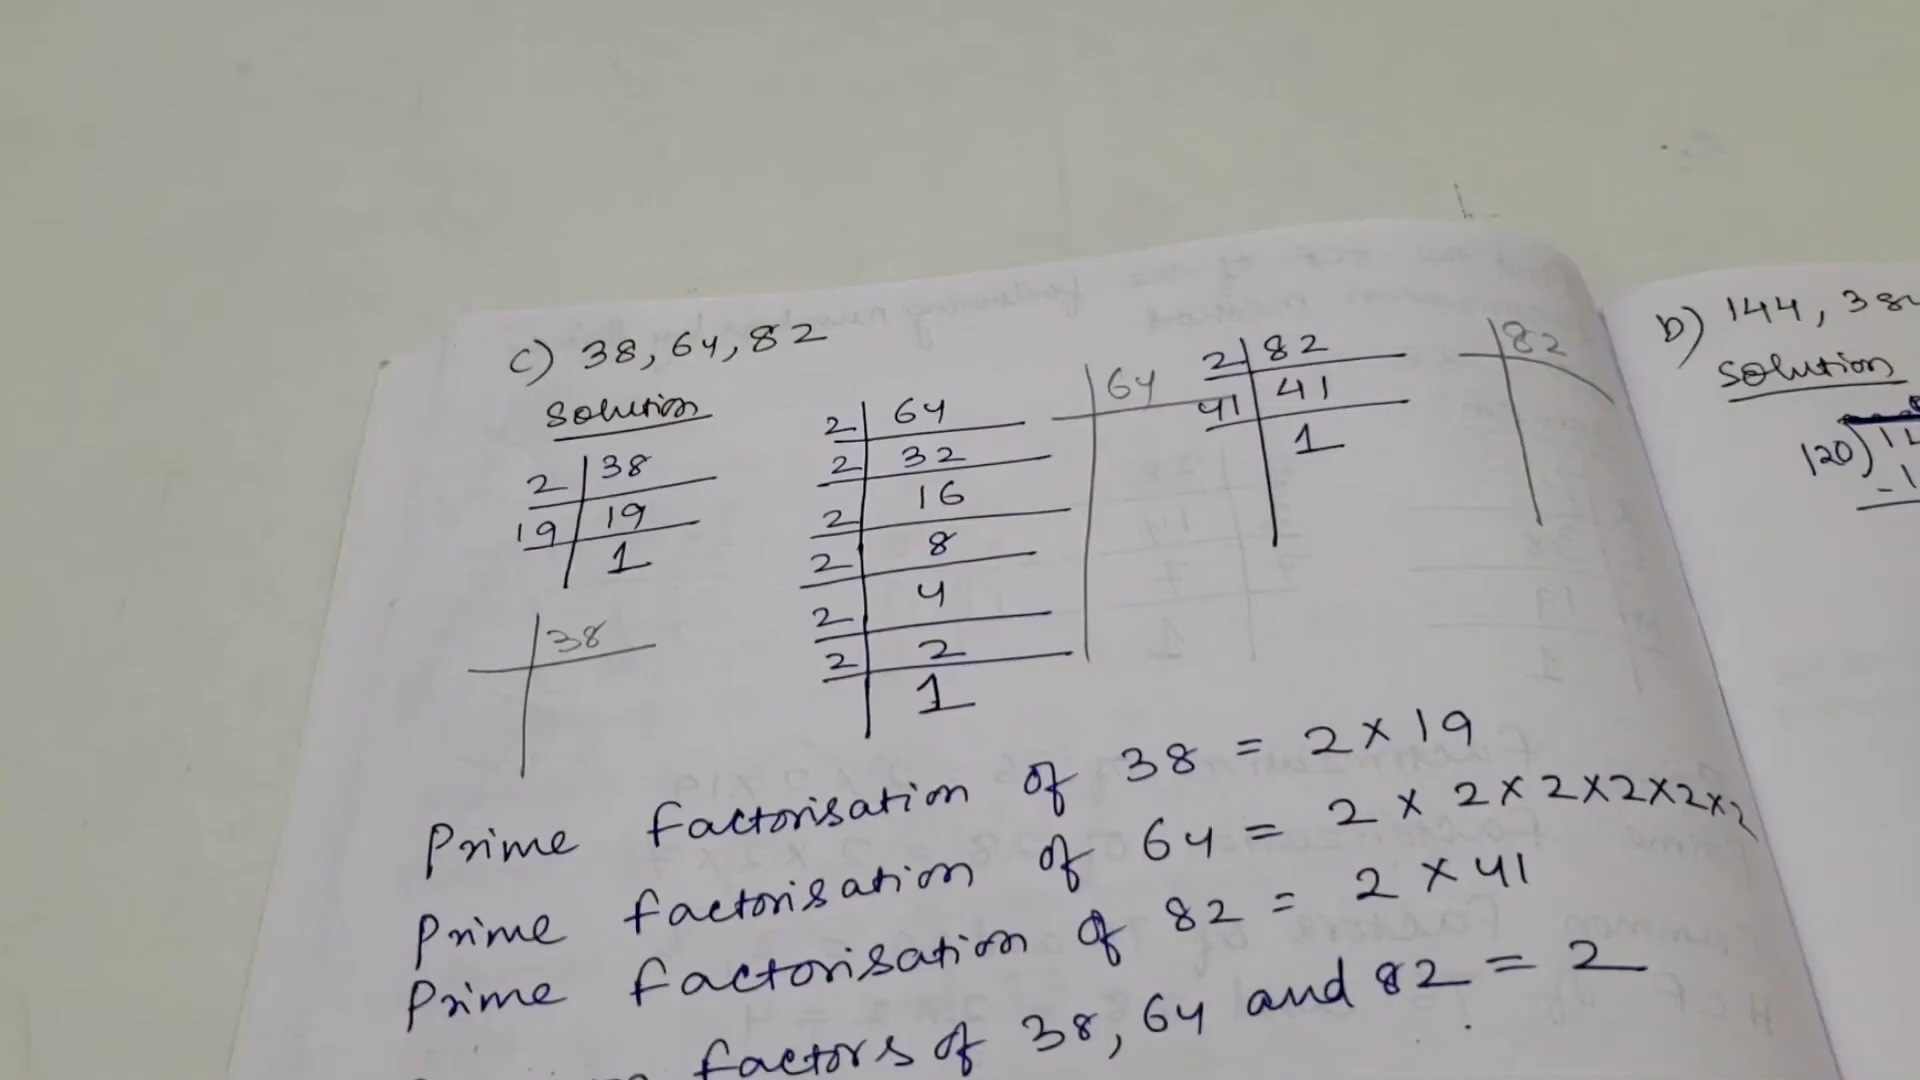 C) 38, 64, 82
Solution
2 | 38
19 | 19
1
38
2 | 64
2 | 32
2 | 16
2 | 8
2 | 4
2 | 2
1
64
2 | 82
41 | 41
1
82
Prime factorisation of 38 = 2 × 19
Prime factorisation of 64 = 2 × 2 × 2 × 2 × 2 × 2
Prime factorisation of 82 = 2 × 41
factors of 38, 64 and 82 = 2
D) 144, 38
Solution
120